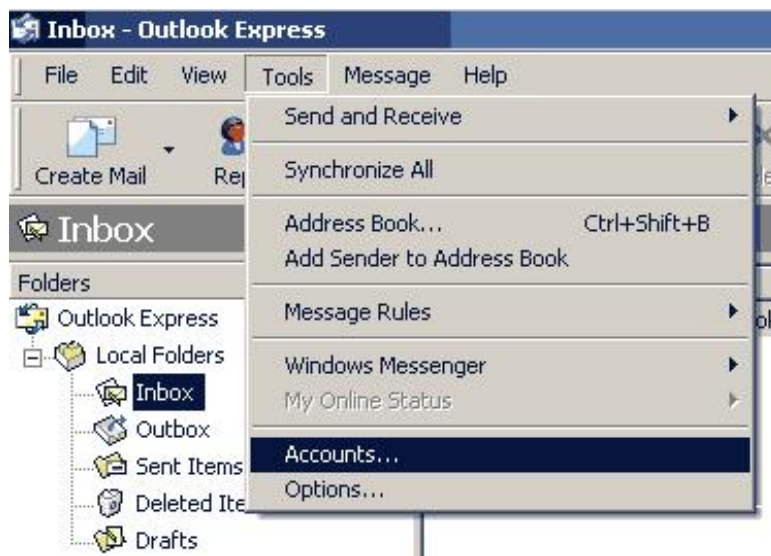 Inbox - Outlook Express
File Edit View Tools Message Help
Send and Receive
Synchronize All
Create Mail
Address Book... Ctrl+Shift+B
Add Sender to Address Book
Inbox
Folders
Message Rules
Outlook Express
Local Folders
Windows Messenger
Inbox
My Online Status
Outbox
Accounts...
Sent Items
Options...
Deleted Ite
Drafts